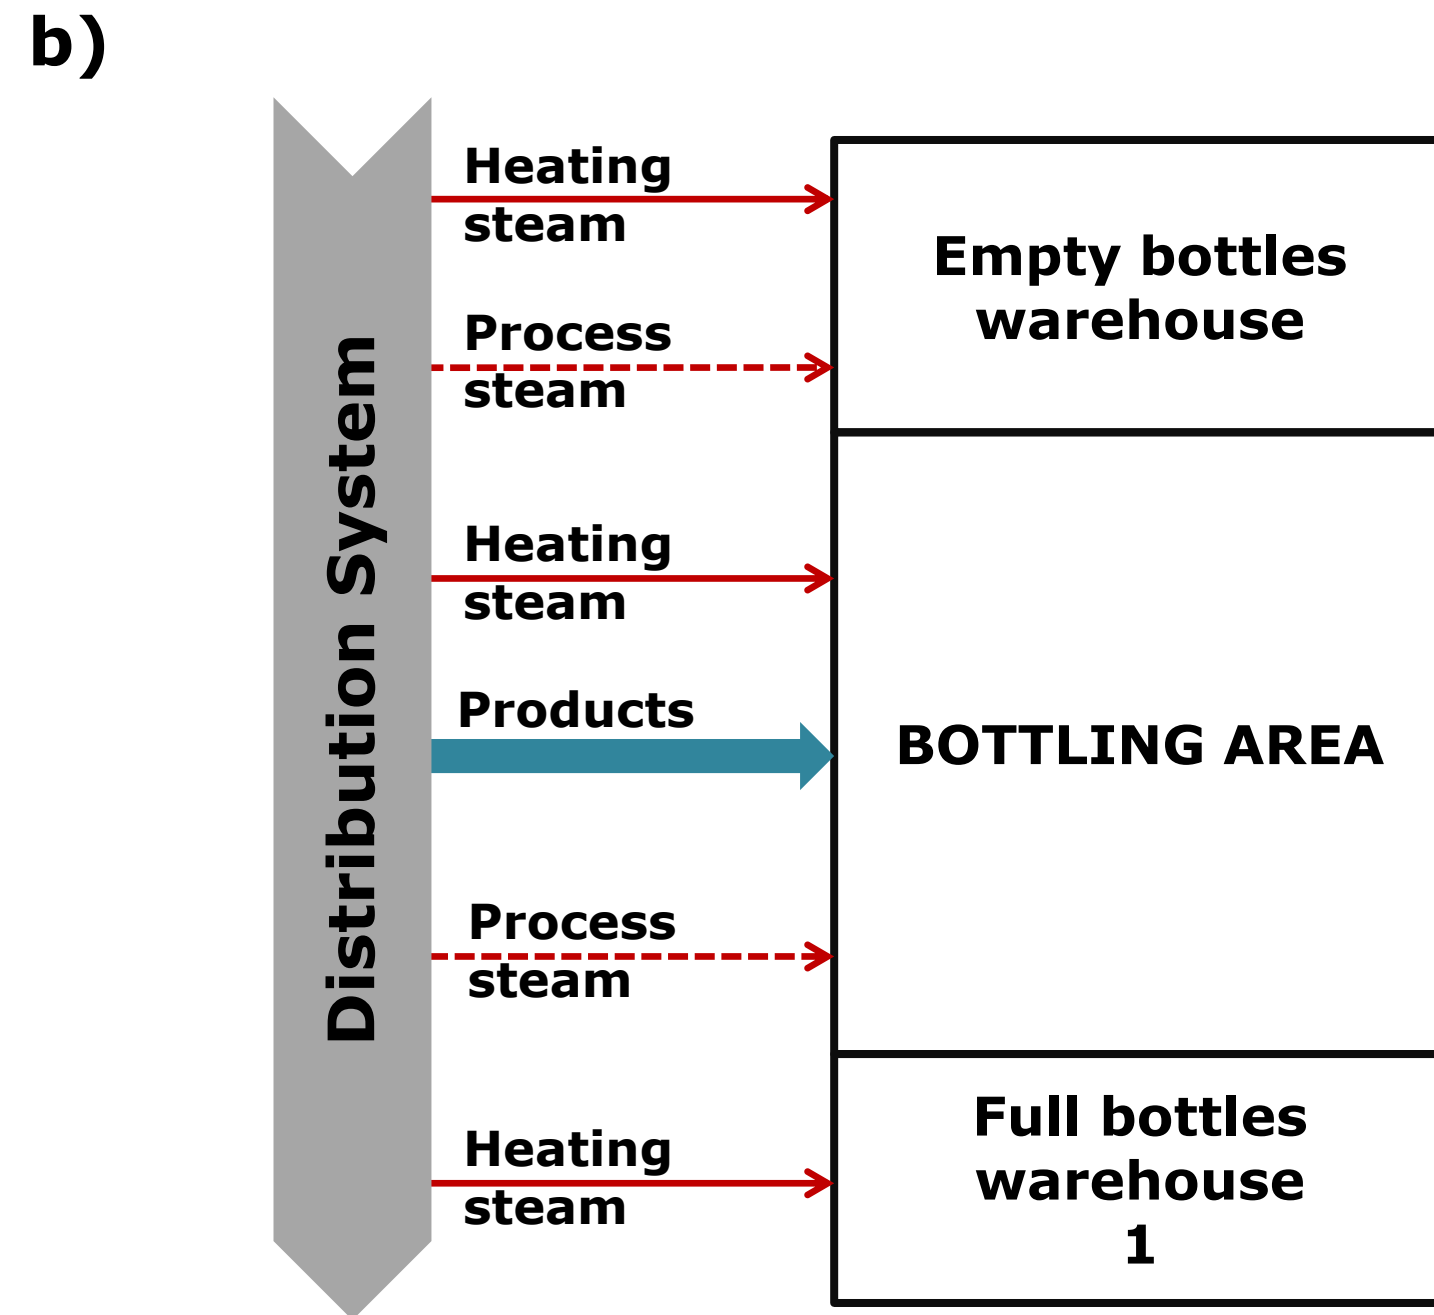 b)
Distribution System
Heating
steam
Process
steam
Empty bottles
warehouse
Heating
steam
Products
Process
steam
BOTTLING AREA
Heating
steam
Full bottles
warehouse
1